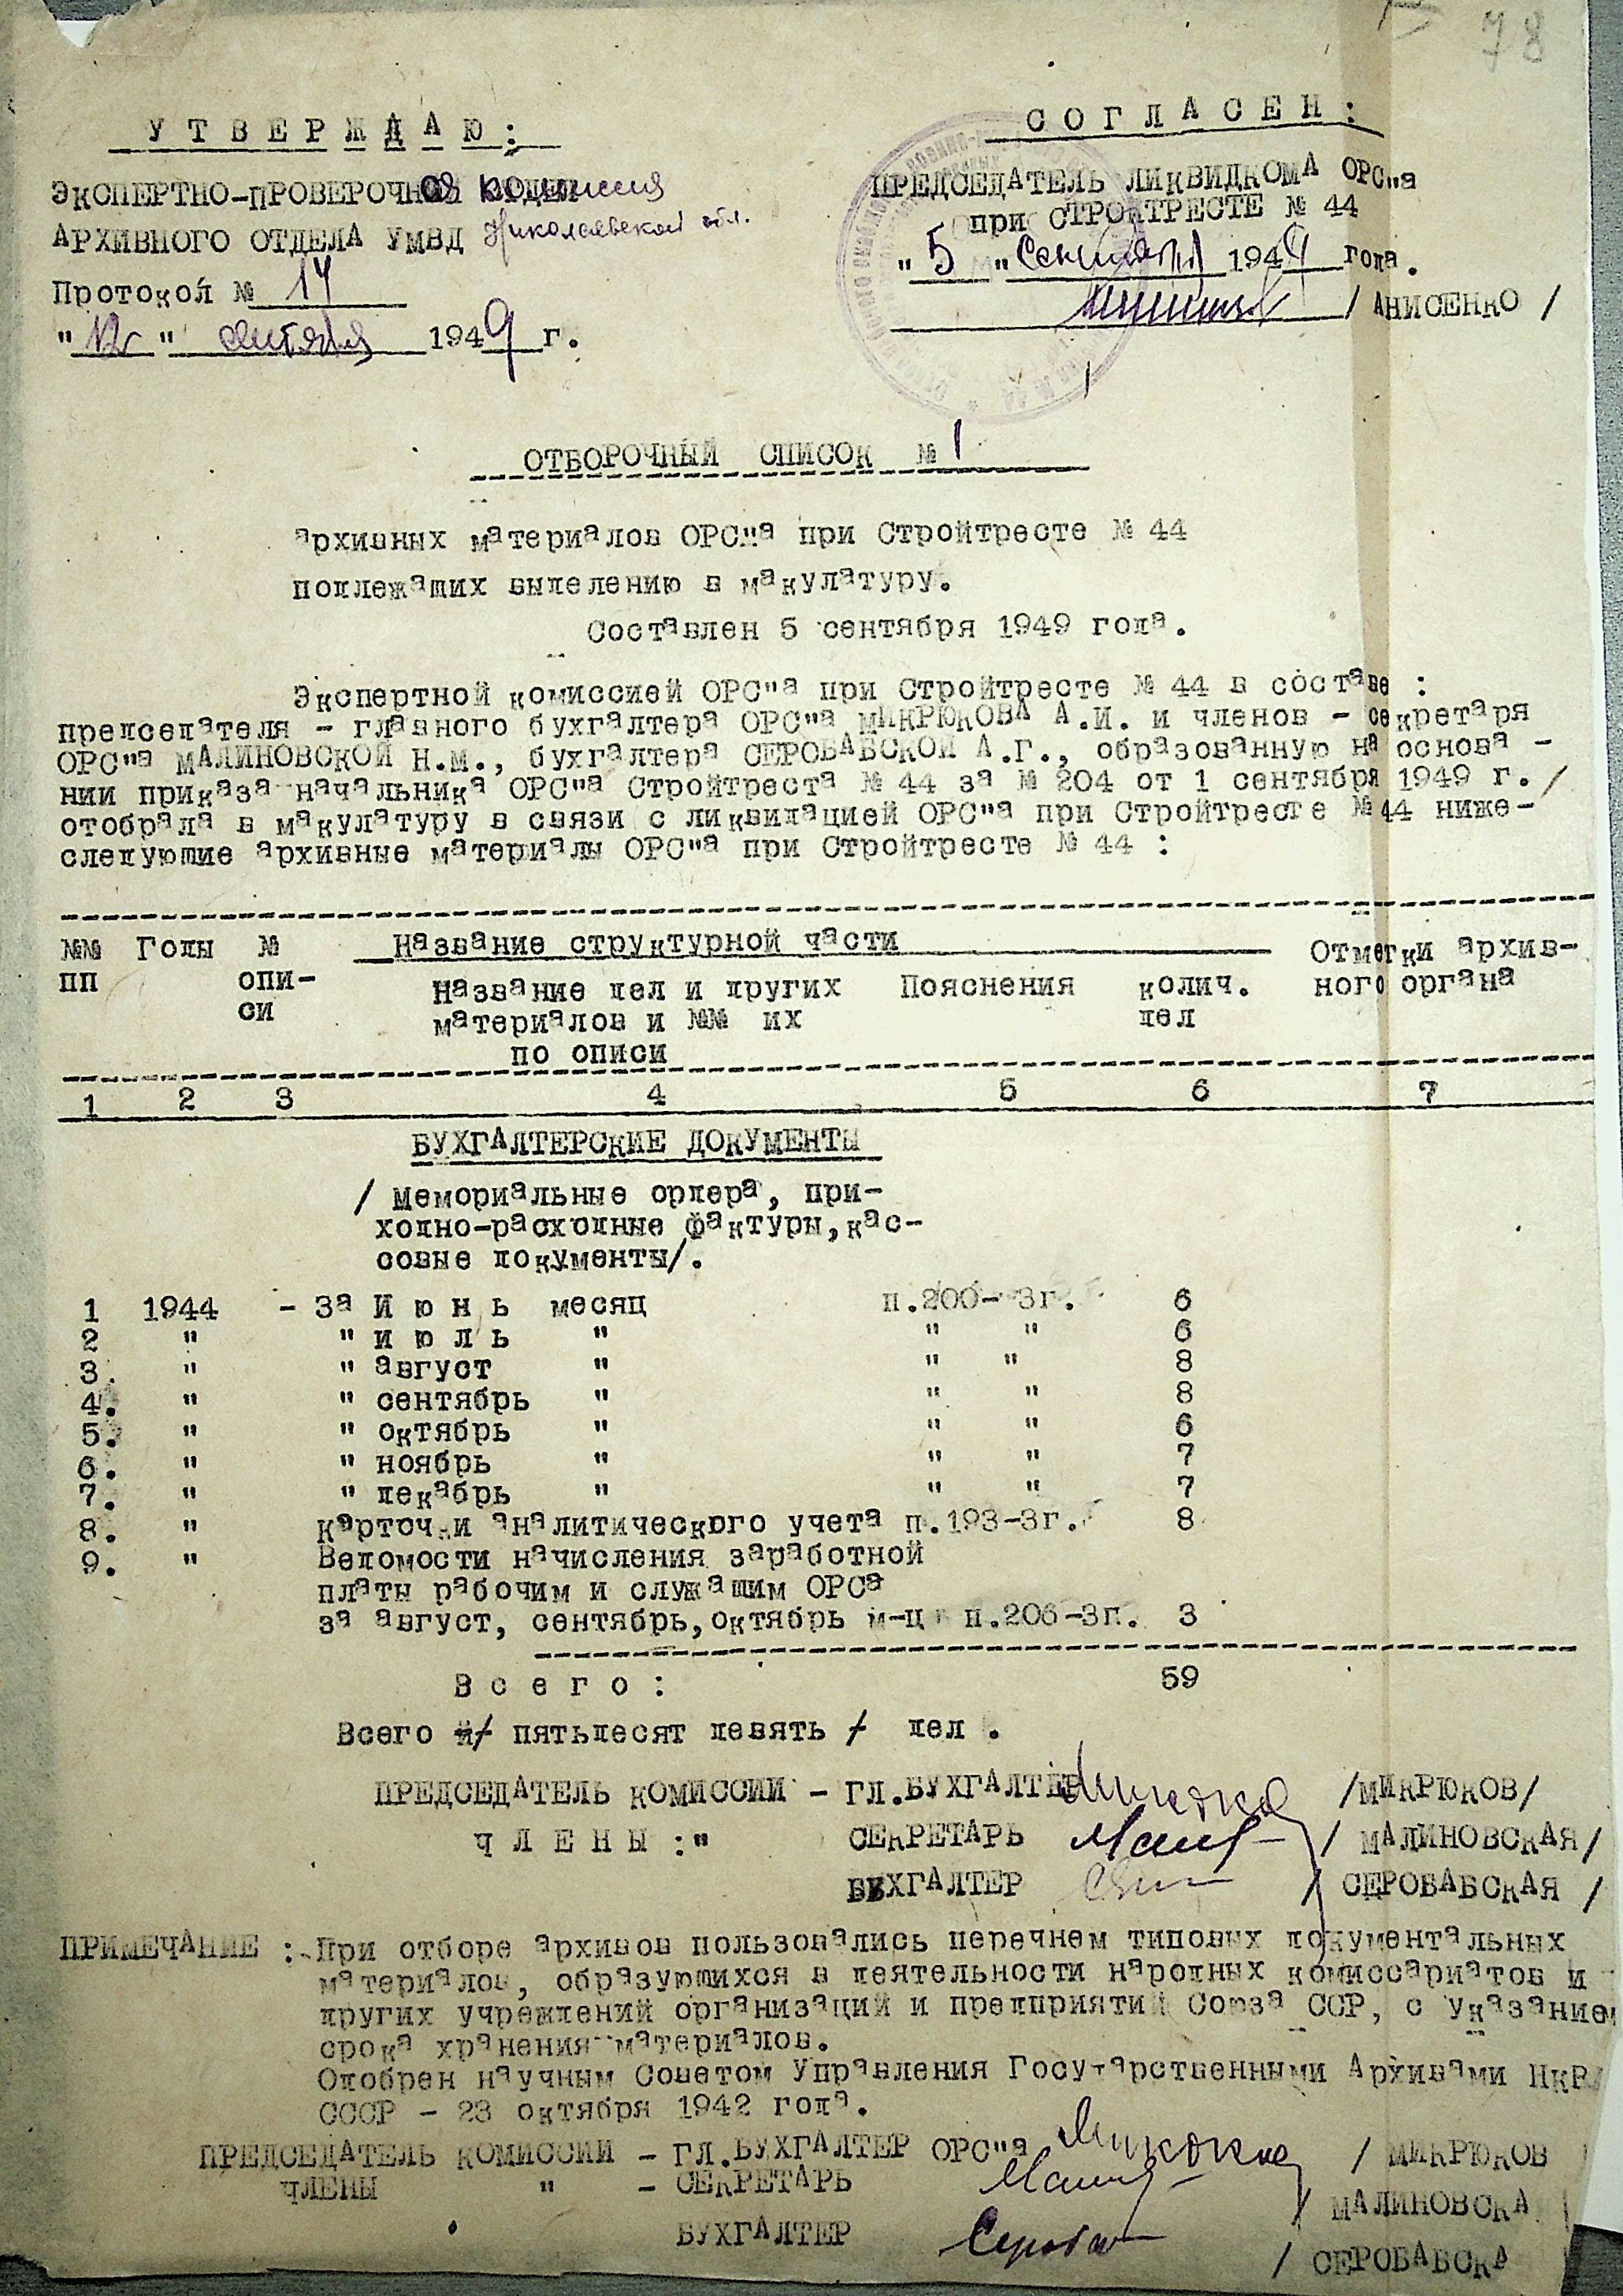 78
УТВЕРЖДАЮ:
ЭКСПЕРТНО-ПРОВЕРОЧНая комиссия
АРХИВНОГО ОТДЕЛА УМВД Николаевской обл.
Протокол № 14
"12" октября 1949 г.
СОГЛАСЕН:
ПРЕДСЕДАТЕЛЬ ЛИКВИДКОМА ОРС"а
при СТРОЙТРЕСТЕ № 44
"5" Сентября 1949 года.
/ АНИСЕНКО /
ОТБОРОЧНЫЙ СПИСОК № 1
архивных материалов ОРС"а при Стройтресте № 44
подлежащих выделению в макулатуру.
Составлен 5 сентября 1949 года.
Экспертной комиссией ОРС"а при Стройтресте № 44 в составе :
председателя - главного бухгалтера ОРС"а МИКРЮКОВА А.И. и членов - секретаря
ОРС"а МАЛИНОВСКОЙ Н.М., бухгалтера СЕРОБАБСКОЙ А.Г., образованную на основа -
нии приказа начальника ОРС"а Стройтреста № 44 за № 204 от 1 сентября 1949 г./
отобрала в макулатуру в связи с ликвидацией ОРС"а при Стройтресте № 44 ниже-
следующие архивные материалы ОРС"а при Стройтресте № 44 :
№№ Годы № Название структурной части Отметки архив-
пп опи- Название дел и других Пояснения колич. ного органа
си материалов и №№ их дел
по описи
1 2 3 4 5 6 7
БУХГАЛТЕРСКИЕ ДОКУМЕНТЫ
/ Мемориальные ордера, при-
ходно-расходные фактуры, кас-
совые документы/.
1 1944 - За Июнь месяц п.200- 3г. 6
2 " " июль " " " 6
3. " " август " " " 8
4. " " сентябрь " " " 8
5. " " октябрь " " " 6
6. " " ноябрь " " " 7
7. " " декабрь " " " 7
8. " Карточки аналитического учета п.193-3г. 8
9. " Ведомости начисления заработной
платы рабочим и служащим ОРСа
за август, сентябрь, октябрь м-ц п.206-3г. 3
Всего: 59
Всего / пятьдесят девять / дел .
ПРЕДСЕДАТЕЛЬ КОМИССИИ - ГЛ.БУХГАЛТЕР /МИКРЮКОВ/
ЧЛЕНЫ :" СЕКРЕТАРЬ / МАЛИНОВСКАЯ/
БУХГАЛТЕР / СЕРОБАБСКАЯ /
ПРИМЕЧАНИЕ :-При отборе архивов пользовались перечнем типовых документальных
материалов, образующихся в деятельности народных комиссариатов и
других учреждений организаций и предприятий Союза ССР, с указанием
срока хранения материалов.
Одобрен научным Советом Управления Государственными Архивами НКВД
СССР - 23 октября 1942 года.
ПРЕДСЕДАТЕЛЬ КОМИССИИ - ГЛ.БУХГАЛТЕР ОРС"а / МИКРЮКОВ
ЧЛЕНЫ " - СЕКРЕТАРЬ / МАЛИНОВСКА
БУХГАЛТЕР / СЕРОБАБСКА